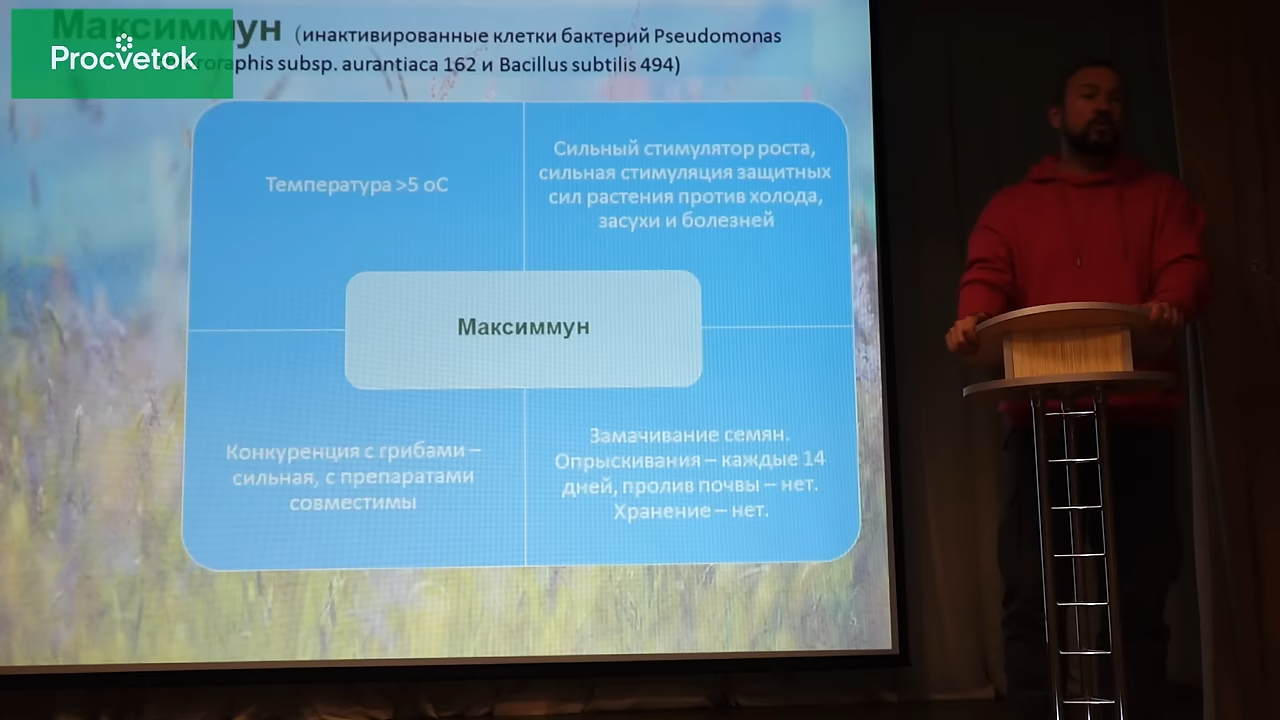 Procvetok
Максиммун (инактивированные клетки бактерий Pseudomonas
subsp. aurantiaca 162 и Bacillus subtilis 494)
Температура >5 оС
Сильный стимулятор роста,
сильная стимуляция защитных
сил растения против холода,
засухи и болезней
Максиммун
Конкуренция с грибами –
сильная, с препаратами
совместимы
Замачивание семян.
Опрыскивания – каждые 14
дней, пролив почвы – нет.
Хранение – нет.